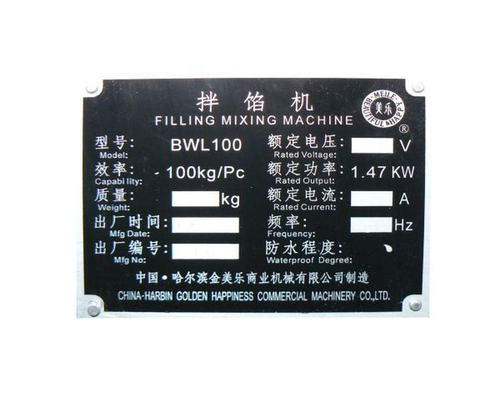 拌馅机
FILLING MIXING MACHINE
美乐
®
型号: BWL100 额定电压: V
Model: Rated Voltage:
效率: 100kg/Pc 额定功率: 1.47 KW
Capability: Rated Output:
质量: kg 额定电流: A
Weight: Rated Current:
出厂时间: 频率: Hz
Mfg Date: Frequency:
出厂编号: 防水程度:
Mfg No: Waterproof Degree:
中国·哈尔滨金美乐商业机械有限公司制造
CHINA-HARBIN GOLDEN HAPPINESS COMMERCIAL MACHINERY CO.,LTD.